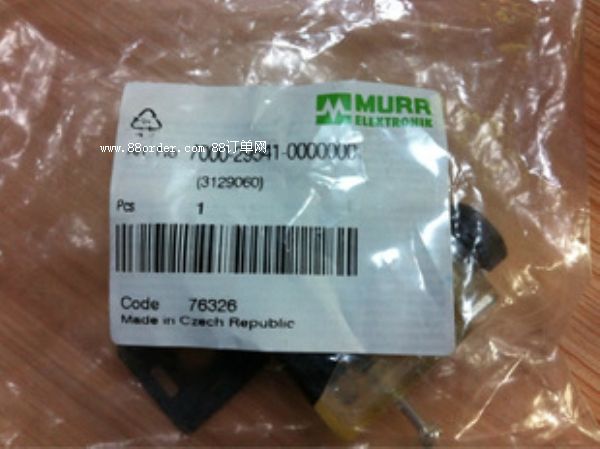 MURR
ELEKTRONIK
www.88order.com 88订单网
7000-29541-0000000
(3129060)
Pcs 1
Code 76326
Made in Czech Republic